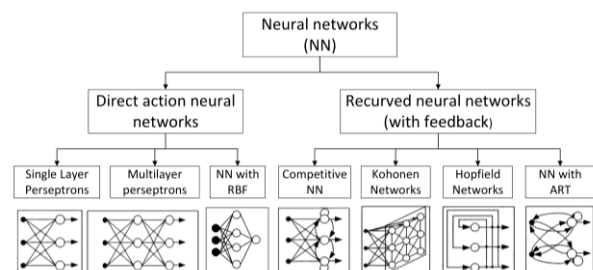 Neural networks
(NN)
Direct action neural
networks
Recurved neural networks
(with feedback)
Single Layer
Perseptrons
Multilayer
perseptrons
NN with
RBF
Competitive
NN
Kohonen
Networks
Hopfield
Networks
NN with
ART